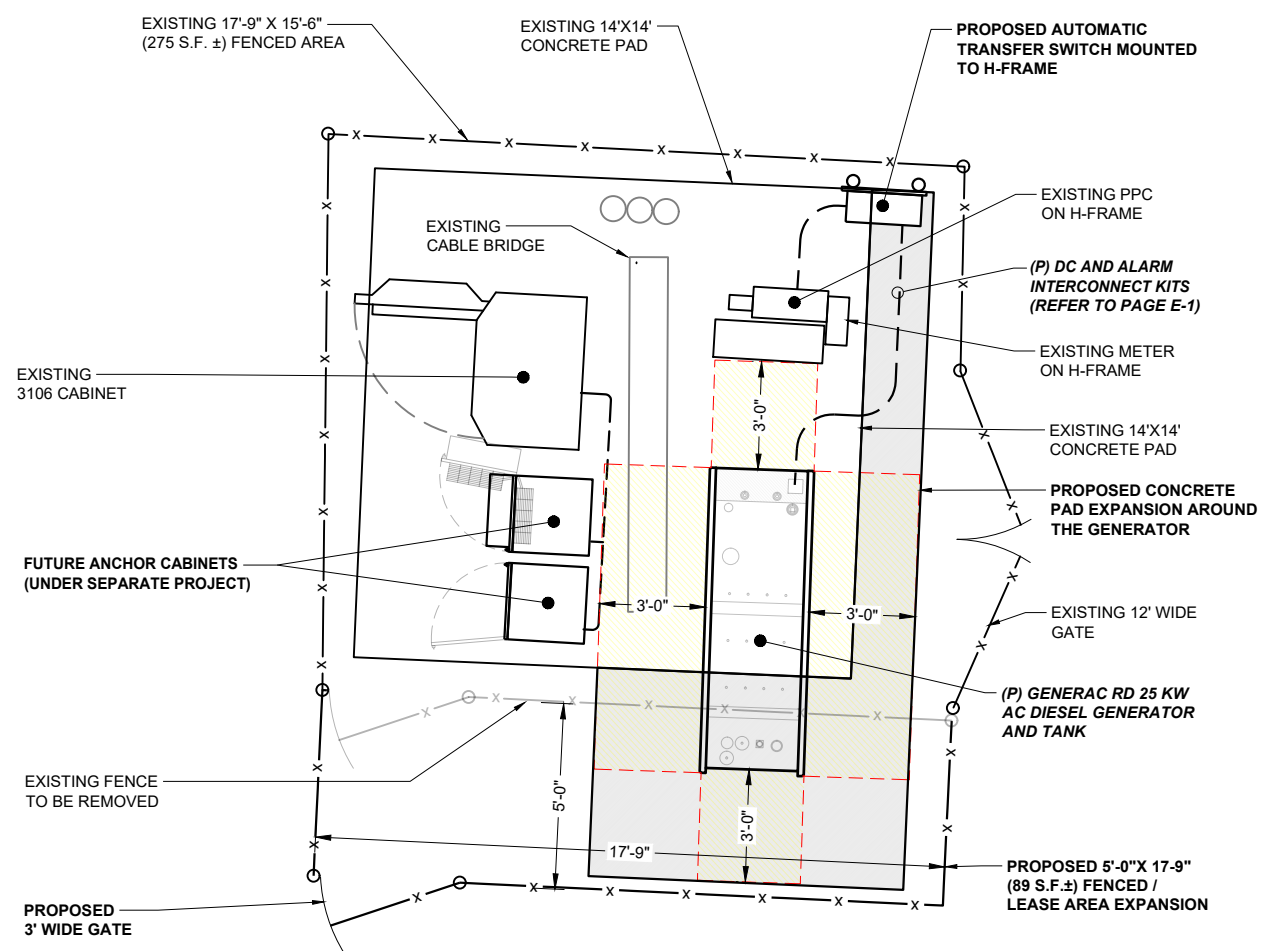 EXISTING 17'-9" X 15'-6"
(275 S.F. ±) FENCED AREA
EXISTING 14'X14'
CONCRETE PAD
PROPOSED AUTOMATIC
TRANSFER SWITCH MOUNTED
TO H-FRAME
EXISTING PPC
ON H-FRAME
EXISTING
CABLE BRIDGE
(P) DC AND ALARM
INTERCONNECT KITS
(REFER TO PAGE E-1)
EXISTING METER
ON H-FRAME
EXISTING
3106 CABINET
3'-0"
EXISTING 14'X14'
CONCRETE PAD
PROPOSED CONCRETE
PAD EXPANSION AROUND
THE GENERATOR
FUTURE ANCHOR CABINETS
(UNDER SEPARATE PROJECT)
3'-0"
3'-0"
EXISTING 12' WIDE
GATE
(P) GENERAC RD 25 KW
AC DIESEL GENERATOR
AND TANK
EXISTING FENCE
TO BE REMOVED
5'-0"
3'-0"
17'-9"
PROPOSED 5'-0"X 17-9"
(89 S.F.±) FENCED /
LEASE AREA EXPANSION
PROPOSED
3' WIDE GATE